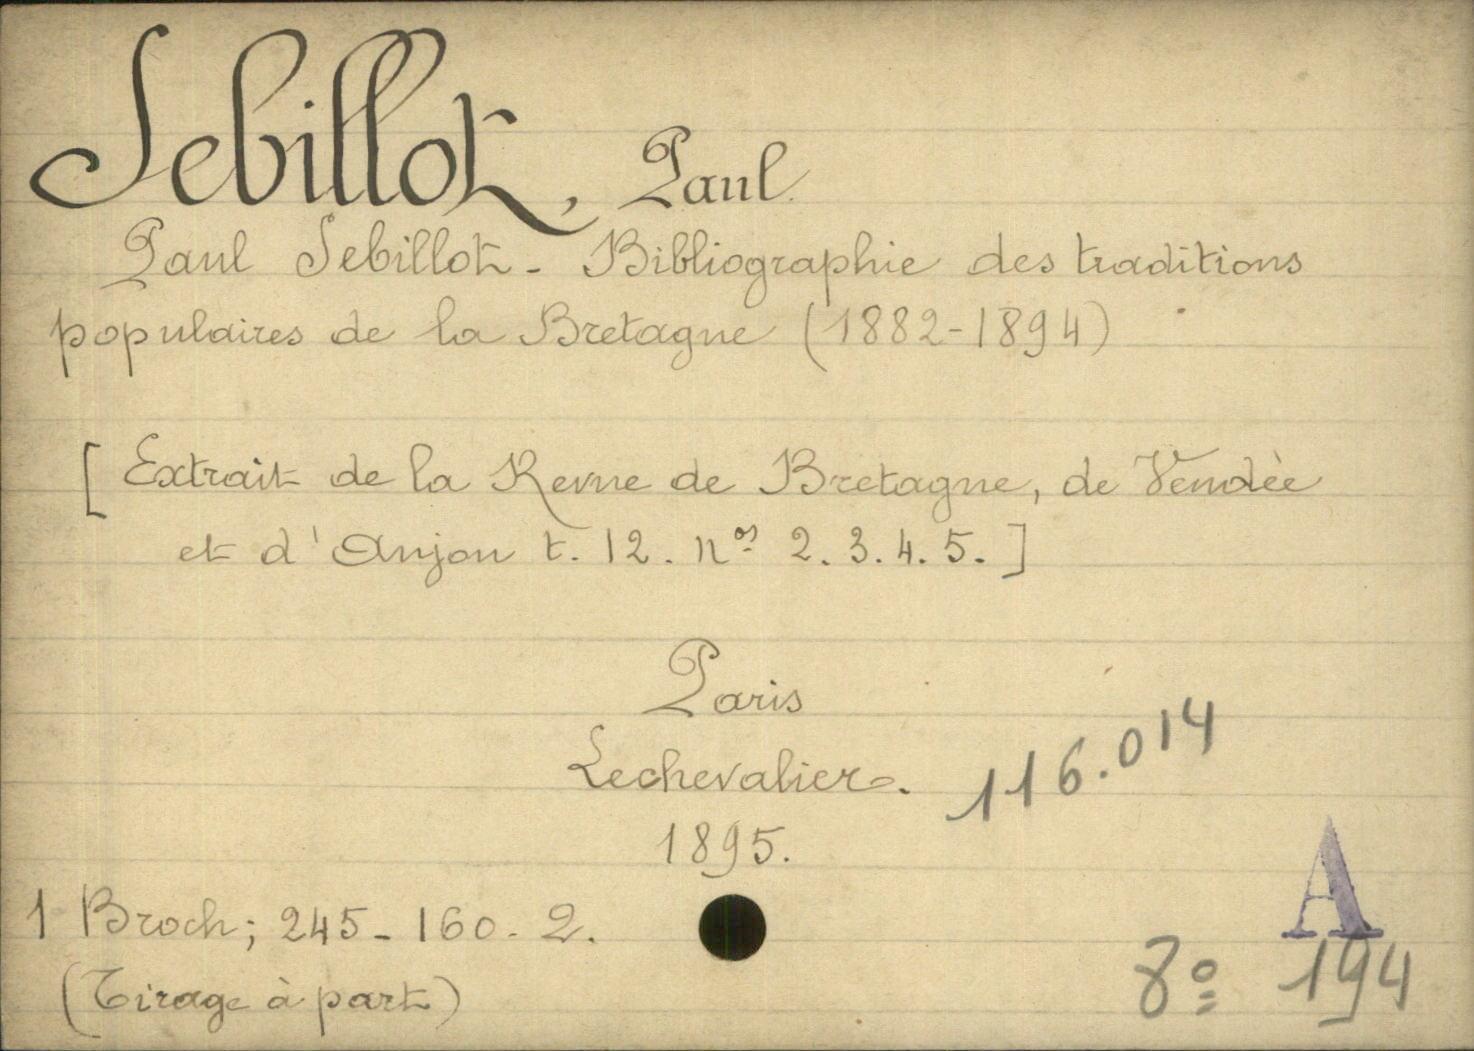 Sebillot, Paul
Paul Sebillot - Bibliographie des traditions
populaires de la Bretagne (1882-1894)
[ Extrait de la Revue de Bretagne, de Vendèe
et d'Anjou t. 12. nos 2. 3. 4. 5. ]
Paris
Lechevalier.
1895.
116.014
1 Broch; 245 - 160 - 2.
(Tirage à part)
A
8º 194